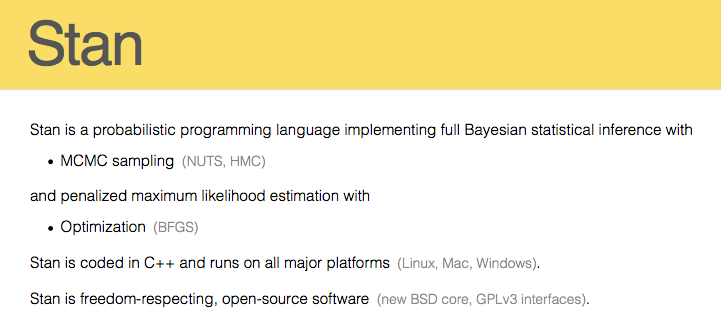 Stan
Stan is a probabilistic programming language implementing full Bayesian statistical inference with
• MCMC sampling (NUTS, HMC)
and penalized maximum likelihood estimation with
• Optimization (BFGS)
Stan is coded in C++ and runs on all major platforms (Linux, Mac, Windows).
Stan is freedom-respecting, open-source software (new BSD core, GPLv3 interfaces).